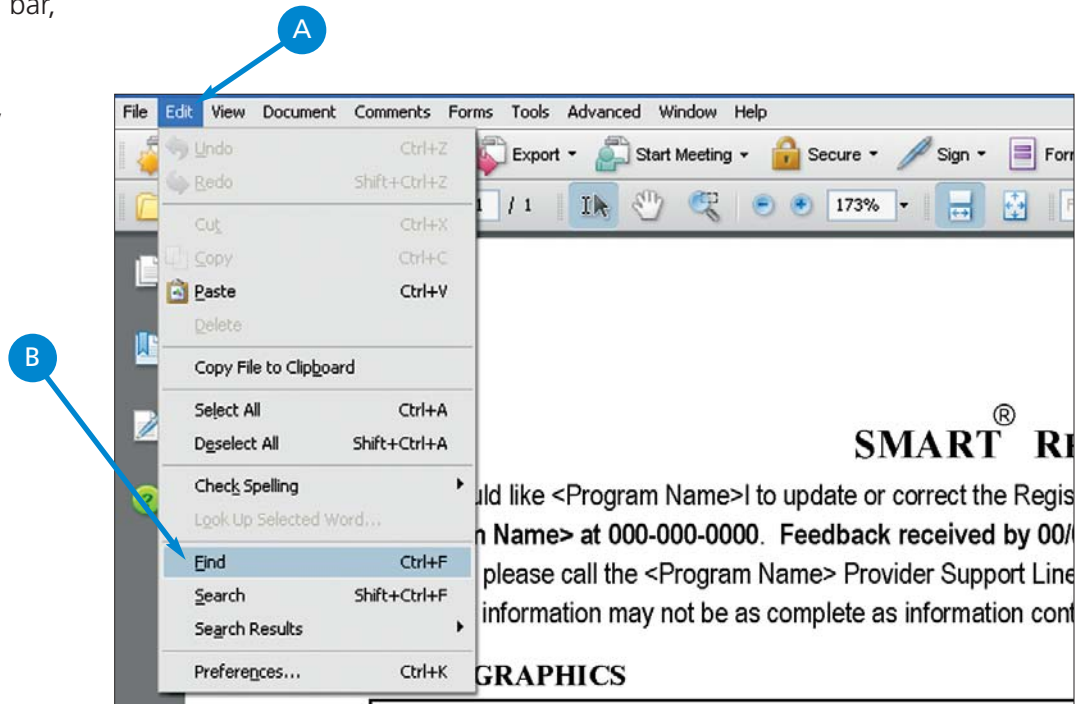 bar,
A
File Edit View Document Comments Forms Tools Advanced Window Help
Undo Ctrl+Z
Export Start Meeting Secure Sign
Redo Shift+Ctrl+Z
/ 1 173%
Cut Ctrl+X
Copy Ctrl+C
Paste Ctrl+V
Delete
B
Copy File to Clipboard
Select All Ctrl+A
Deselect All Shift+Ctrl+A
SMART®
Check Spelling
uld like <Program Name>I to update or correct the Regis
Look Up Selected Word...
Name> at 000-000-0000. Feedback received by 00/
Find Ctrl+F
please call the <Program Name> Provider Support Line
Search Shift+Ctrl+F
information may not be as complete as information cont
Search Results
Preferences... Ctrl+K
GRAPHICS